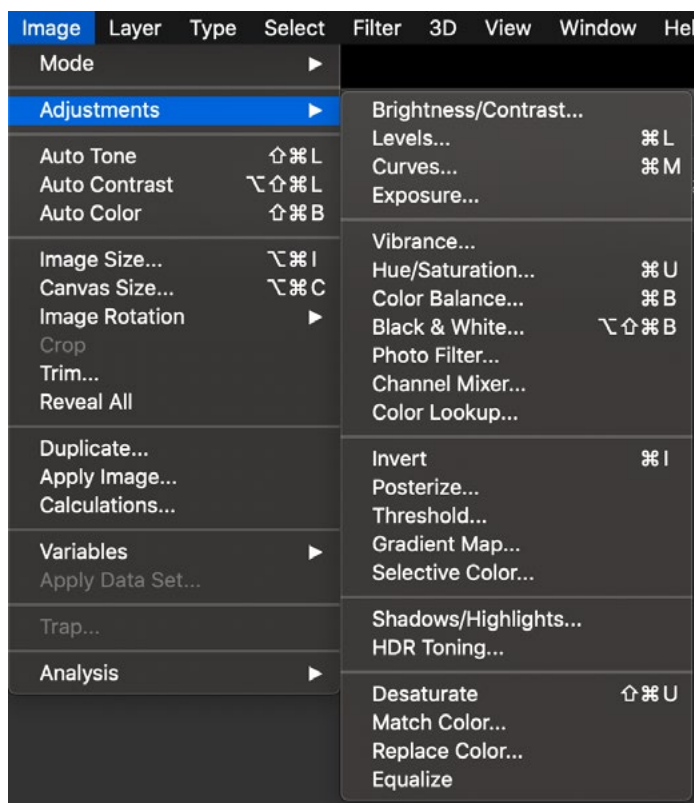 Image Layer Type Select Filter 3D View Window Hel
Mode ▶
Adjustments ▶
Auto Tone ⇧⌘L
Auto Contrast ⌥⇧⌘L
Auto Color ⇧⌘B
Image Size... ⌥⌘I
Canvas Size... ⌥⌘C
Image Rotation ▶
Crop
Trim...
Reveal All
Duplicate...
Apply Image...
Calculations...
Variables ▶
Apply Data Set...
Trap...
Analysis ▶
Brightness/Contrast...
Levels... ⌘L
Curves... ⌘M
Exposure...
Vibrance...
Hue/Saturation... ⌘U
Color Balance... ⌘B
Black & White... ⌥⇧⌘B
Photo Filter...
Channel Mixer...
Color Lookup...
Invert ⌘I
Posterize...
Threshold...
Gradient Map...
Selective Color...
Shadows/Highlights...
HDR Toning...
Desaturate ⇧⌘U
Match Color...
Replace Color...
Equalize